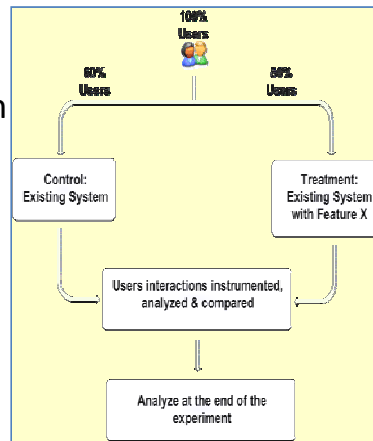 100%
Users
Users
Users
n
Control:
Existing System
Treatment:
Existing System
with Feature X
Users interactions instrumented,
analyzed & compared
Analyze at the end of the
experiment